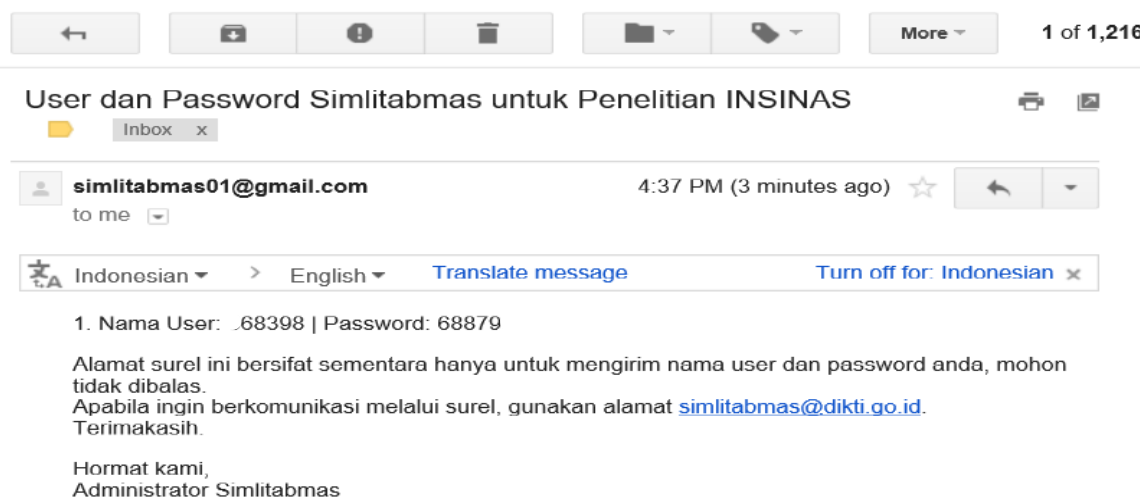 More
1 of 1,216
User dan Password Simlitabmas untuk Penelitian INSINAS
Inbox x
simlitabmas01@gmail.com 4:37 PM (3 minutes ago)
to me
Indonesian > English Translate message Turn off for: Indonesian x
1. Nama User: 68398 | Password: 68879
Alamat surel ini bersifat sementara hanya untuk mengirim nama user dan password anda, mohon
tidak dibalas.
Apabila ingin berkomunikasi melalui surel, gunakan alamat simlitabmas@dikti.go.id.
Terimakasih.
Hormat kami,
Administrator Simlitabmas